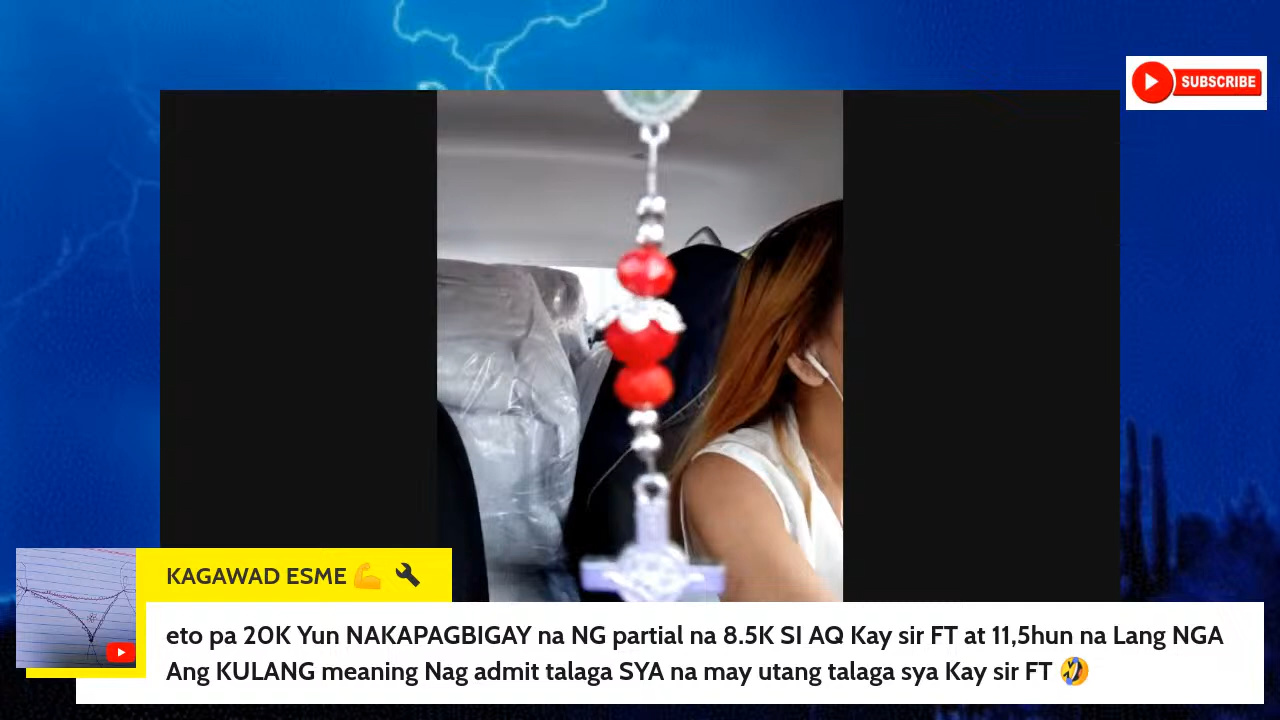 SUBSCRIBE
KAGAWAD ESME 💪 🔧
eto pa 20K Yun NAKAPAGBIGAY na NG partial na 8.5K SI AQ Kay sir FT at 11,5hun na Lang NGA
Ang KULANG meaning Nag admit talaga SYA na may utang talaga sya Kay sir FT 🤣